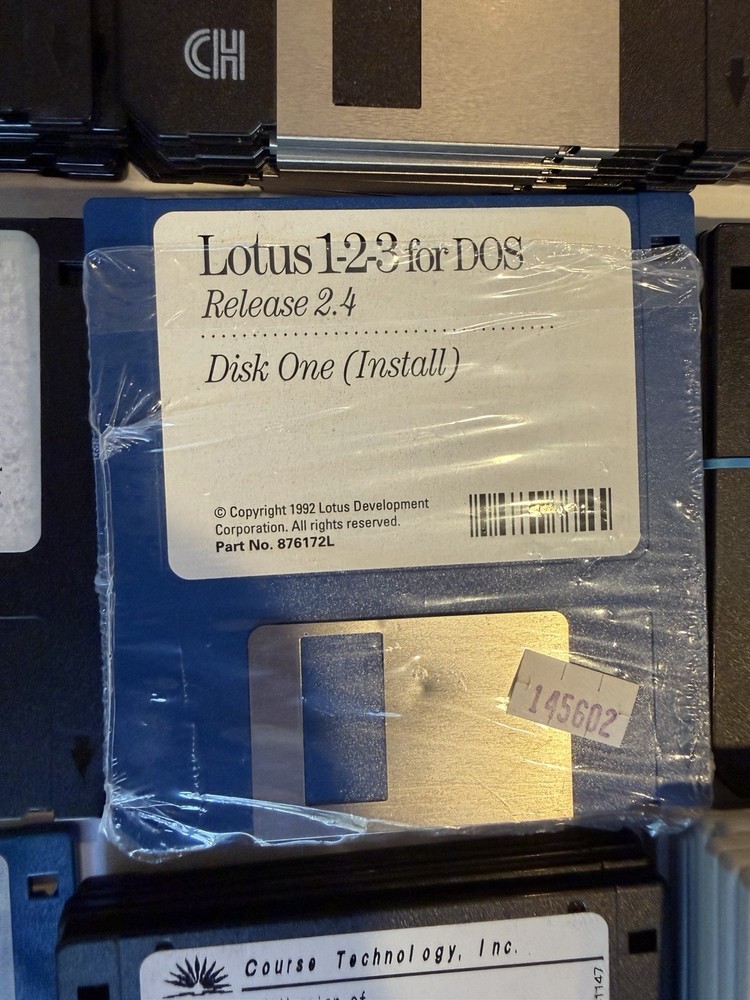 CH
Lotus 1-2-3 for DOS
Release 2.4
Disk One (Install)
© Copyright 1992 Lotus Development
Corporation. All rights reserved.
Part No. 876172L
145602
Course Technology, Inc.